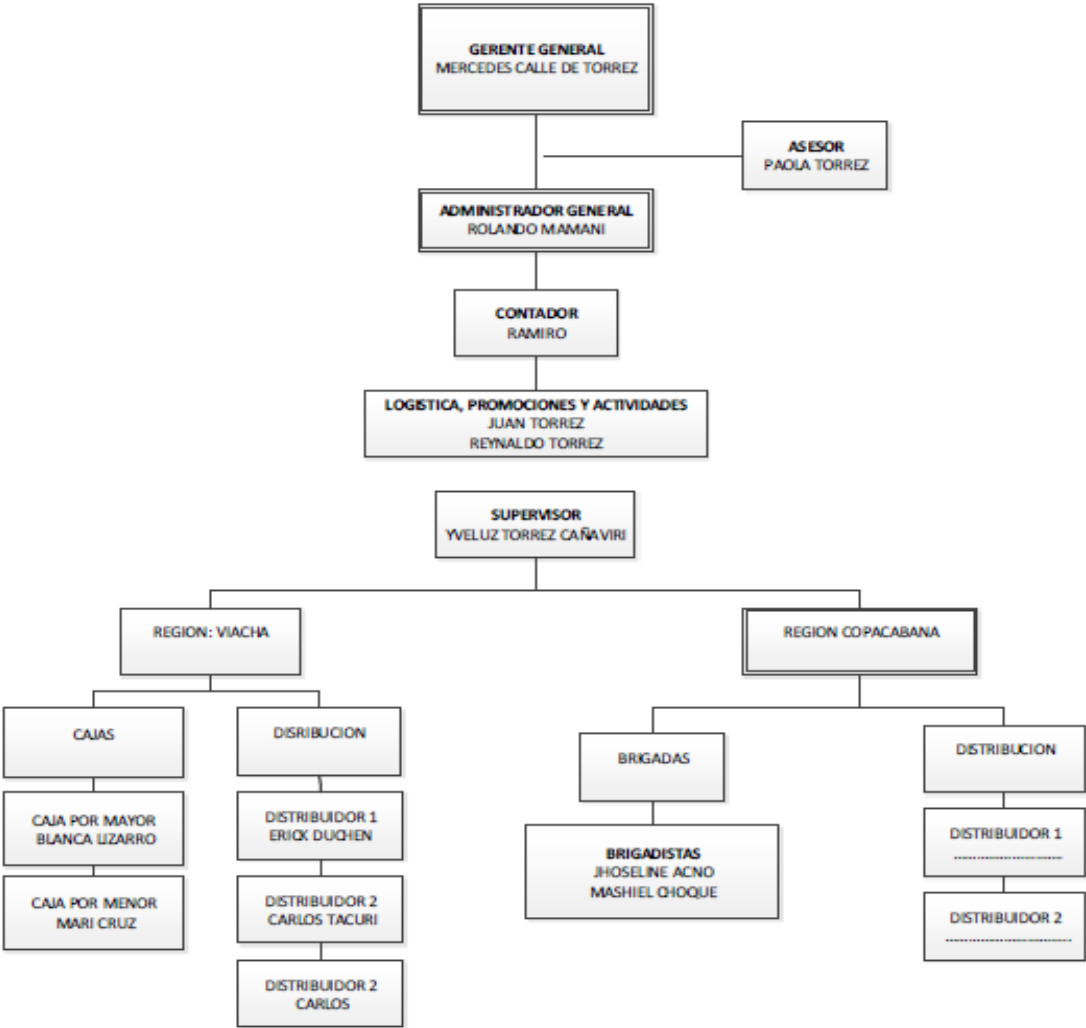 GERENTE GENERAL
MERCEDES CALLE DE TORREZ
ASESOR
PAOLA TORREZ
ADMINISTRADOR GENERAL
ROLANDO MAMANI
CONTADOR
RAMIRO
LOGISTICA, PROMOCIONES Y ACTIVIDADES
JUAN TORREZ
REYNALDO TORREZ
SUPERVISOR
YVELUZ TORREZ CAÑAVIRI
REGION: VIACHA
REGION COPACABANA
CAJAS
DISRIBUCION
BRIGADAS
DISTRIBUCION
CAJA POR MAYOR
BLANCA LIZARRO
DISTRIBUIDOR 1
ERICK DUCHEN
BRIGADISTAS
JHOSELINE ACNO
MASHIEL CHOQUE
DISTRIBUIDOR 1
----------------------------
CAJA POR MENOR
MARI CRUZ
DISTRIBUIDOR 2
CARLOS TACURI
DISTRIBUIDOR 2
--------------------------------
DISTRIBUIDOR 2
CARLOS